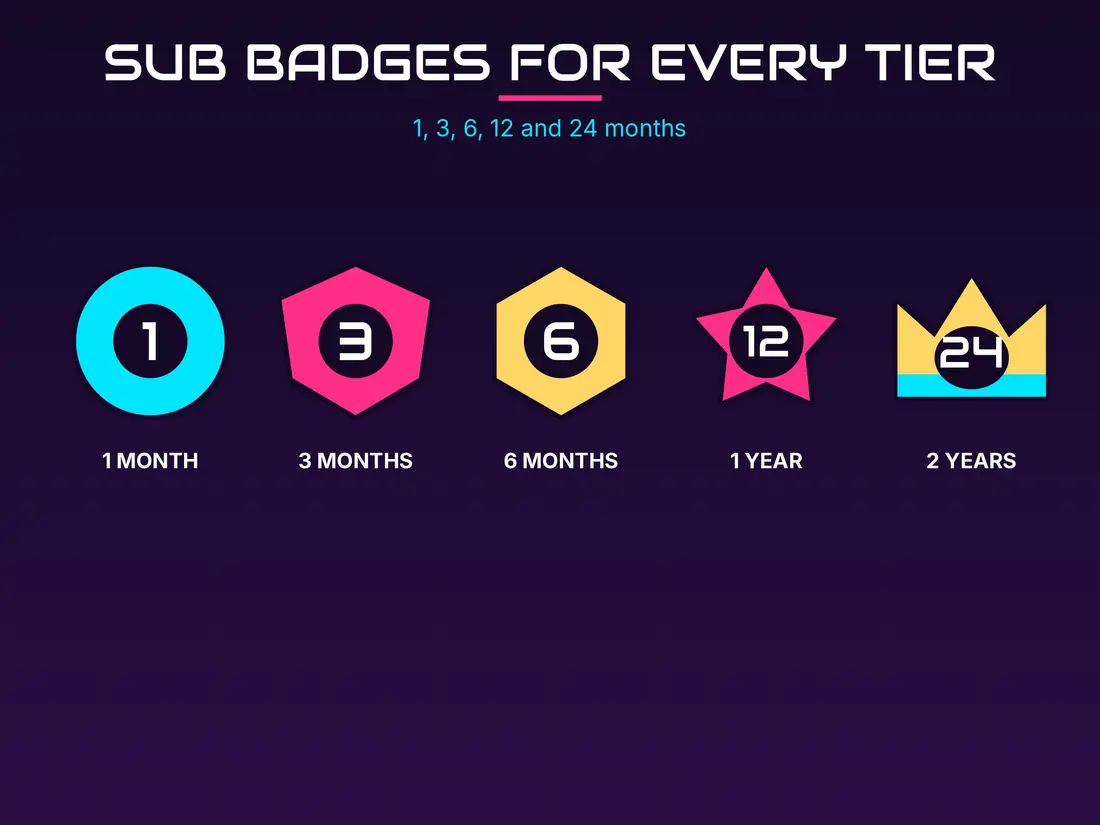 SUB BADGES FOR EVERY TIER
1, 3, 6, 12 and 24 months
1 3 6 12 24
1 MONTH 3 MONTHS 6 MONTHS 1 YEAR 2 YEARS